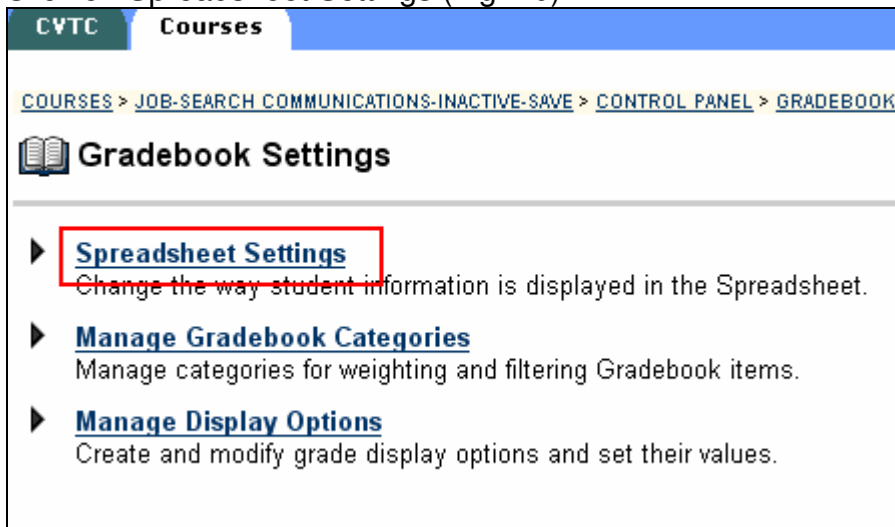 CVTC Courses
COURSES > JOB-SEARCH COMMUNICATIONS-INACTIVE-SAVE > CONTROL PANEL > GRADEBOOK
Gradebook Settings
Spreadsheet Settings
Change the way student information is displayed in the Spreadsheet.
Manage Gradebook Categories
Manage categories for weighting and filtering Gradebook items.
Manage Display Options
Create and modify grade display options and set their values.